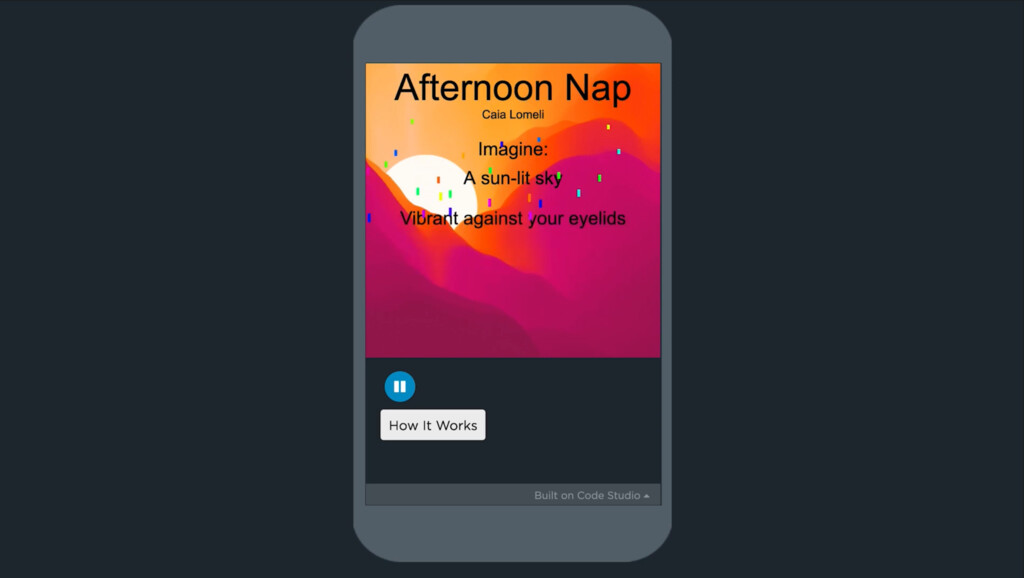 Afternoon Nap
Caia Lomeli
Imagine:
A sun-lit sky
Vibrant against your eyelids
How It Works
Built on Code Studio